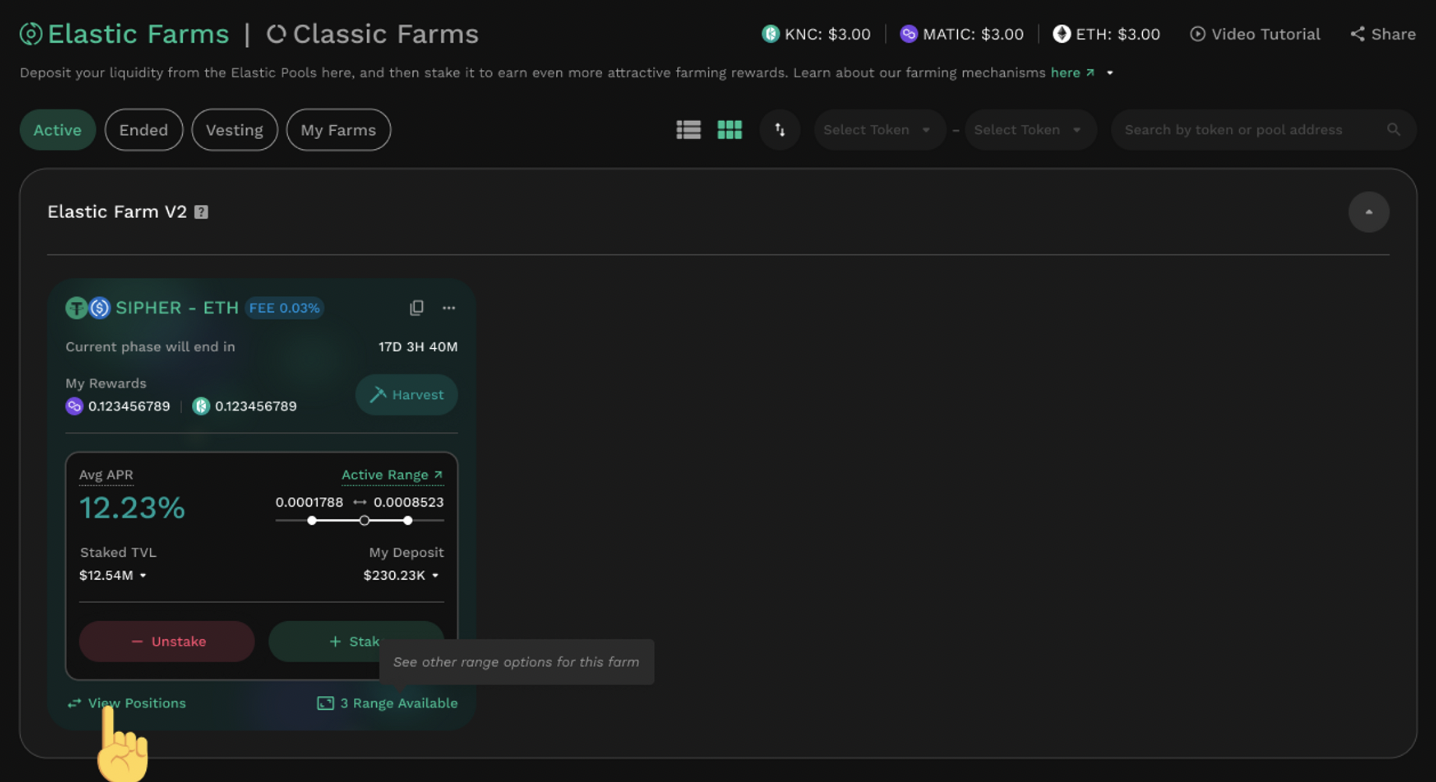 Elastic Farms | Classic Farms KNC: $3.00 MATIC: $3.00 ETH: $3.00 Video Tutorial Share
Deposit your liquidity from the Elastic Pools here, and then stake it to earn even more attractive farming rewards. Learn about our farming mechanisms here ↗
Active Ended Vesting My Farms Select Token – Select Token Search by token or pool address
Elastic Farm V2 ?
SIPHER - ETH FEE 0.03% ...
Current phase will end in 17D 3H 40M
My Rewards
0.123456789 | 0.123456789 Harvest
Avg APR Active Range ↗
12.23% 0.0001788 ↔ 0.0008523
Staked TVL My Deposit
$12.54M $230.23K
− Unstake + Stak
See other range options for this farm
View Positions 3 Range Available